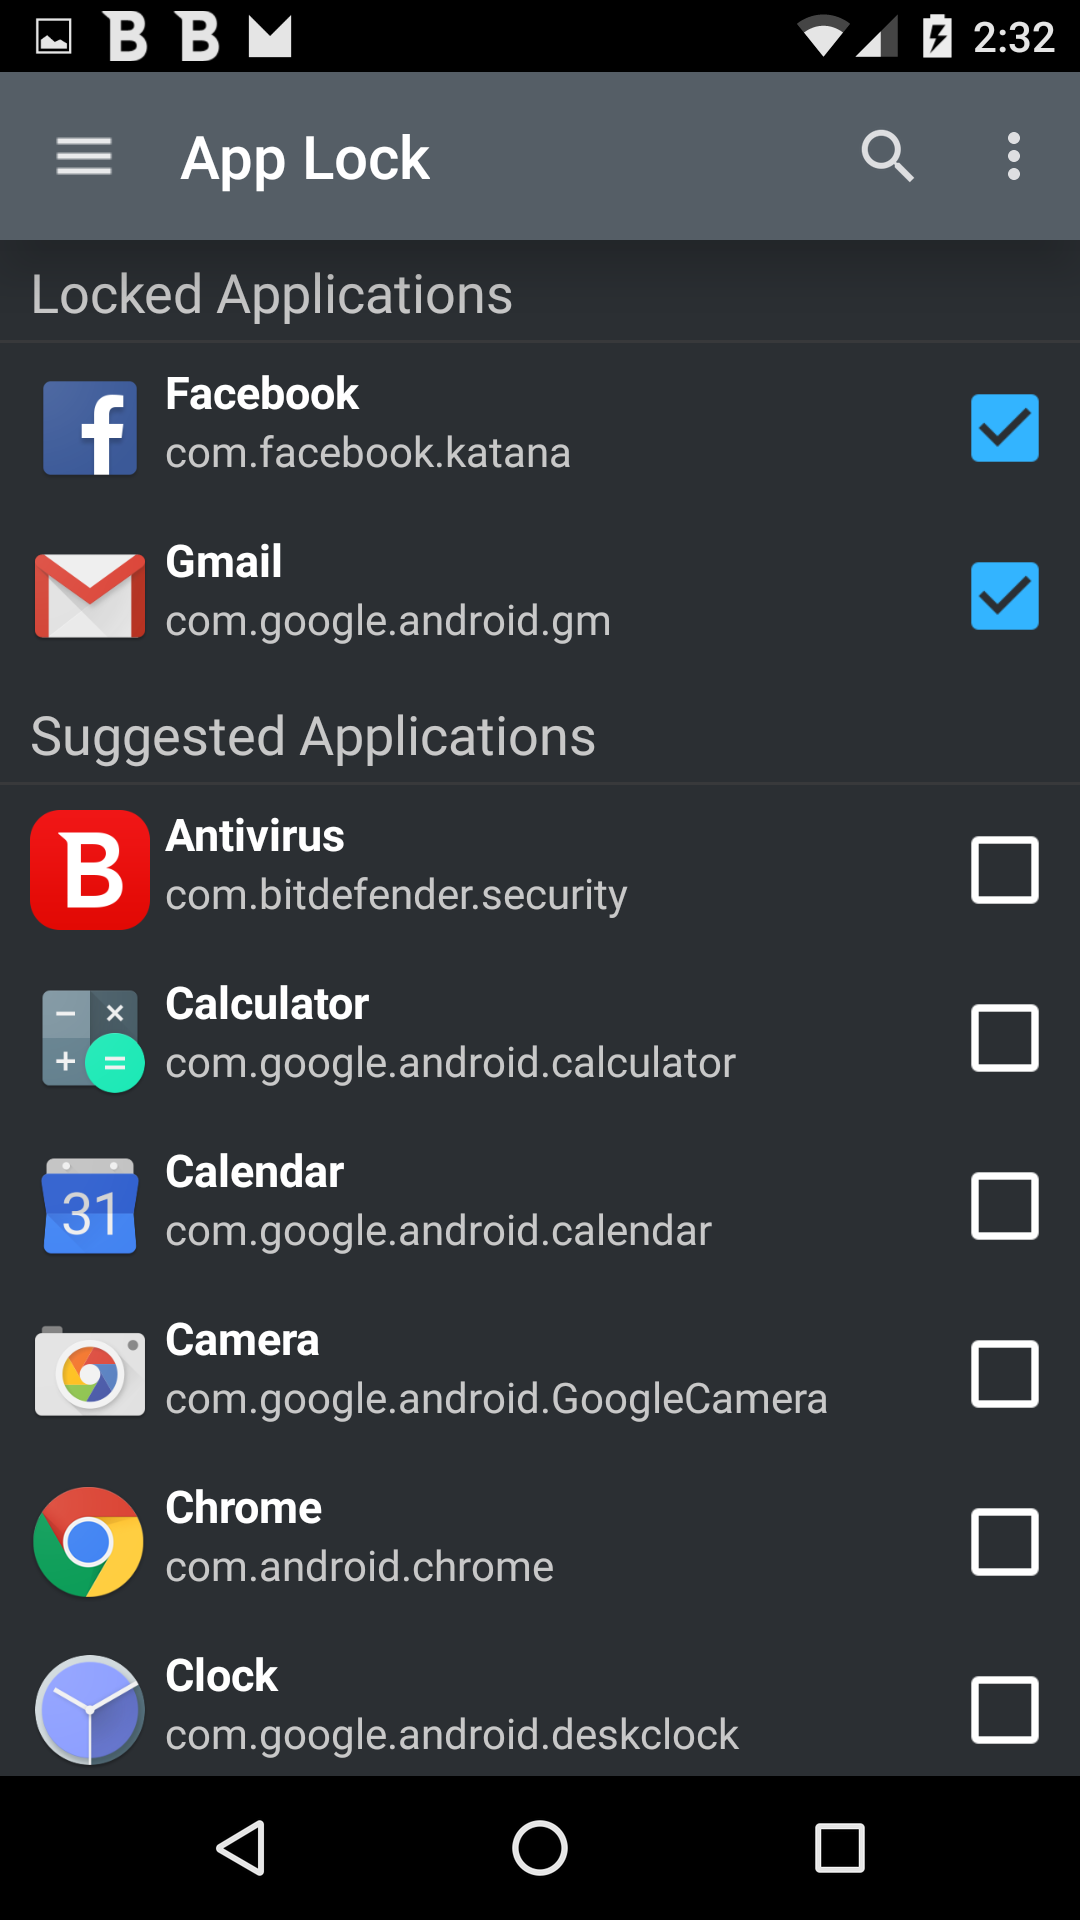 2:32
App Lock
Locked Applications
Facebook
com.facebook.katana
Gmail
com.google.android.gm
Suggested Applications
Antivirus
com.bitdefender.security
Calculator
com.google.android.calculator
31
Calendar
com.google.android.calendar
Camera
com.google.android.GoogleCamera
Chrome
com.android.chrome
Clock
com.google.android.deskclock